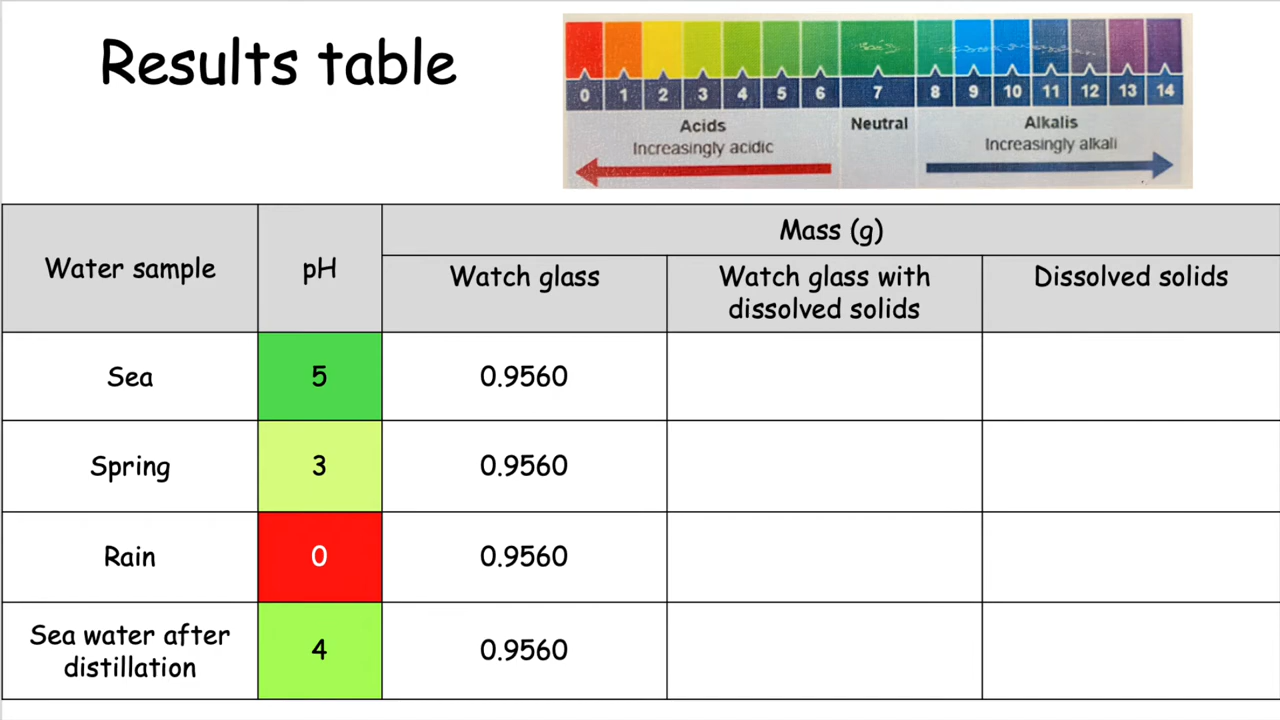 Results table
0 1 2 3 4 5 6 7 8 9 10 11 12 13 14
Acids Neutral Alkalis
Increasingly acidic Increasingly alkali
Water sample pH Mass (g)
Watch glass Watch glass with dissolved solids Dissolved solids
Sea 5 0.9560
Spring 3 0.9560
Rain 0 0.9560
Sea water after distillation 4 0.9560